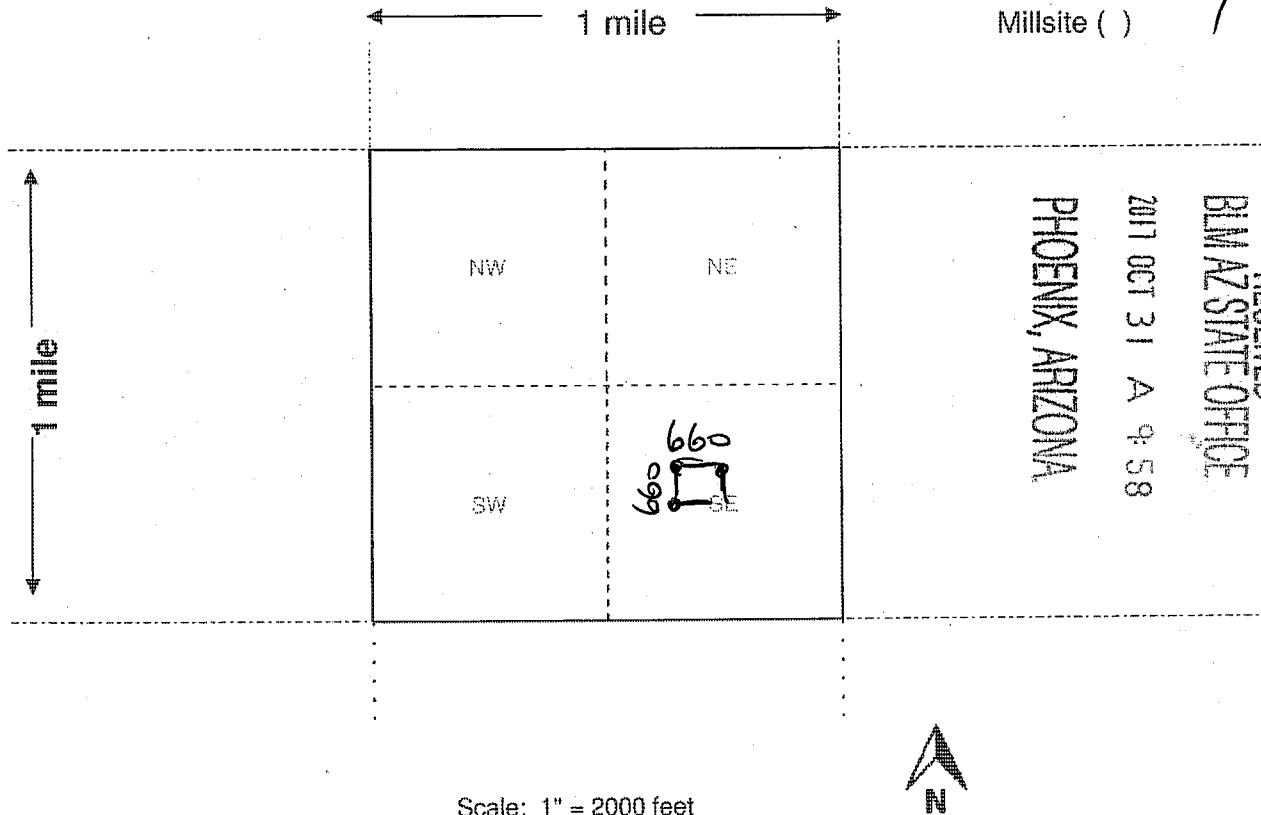 1 mile
Millsite ( )
1 mile
NW
NE
SW
SE
660
660
BLM AZ STATE OFFICE
2017 OCT 31 A 9:58
PHOENIX, ARIZONA
Scale: 1" = 2000 feet
N